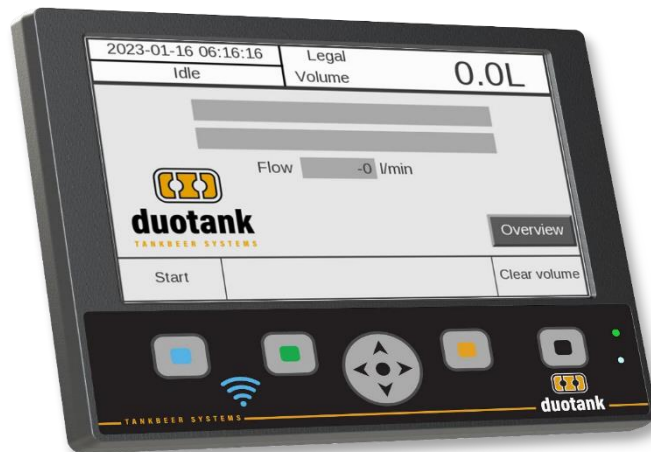 2023-01-16 06:16:16
Idle
Legal
Volume
0.0L
Flow -0 l/min
duotank
TANKBEER SYSTEMS
Overview
Start
Clear volume
TANKBEER SYSTEMS
duotank